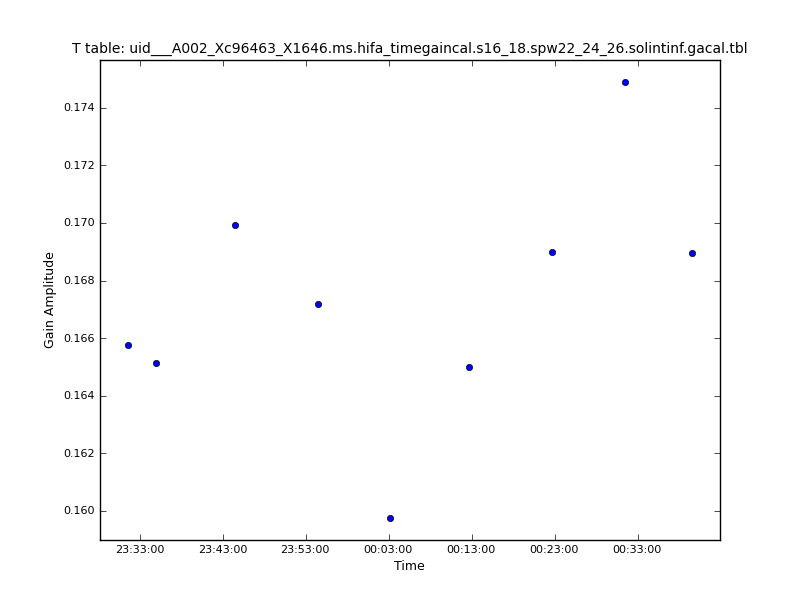 T table: uid___A002_Xc96463_X1646.ms.hifa_timegaincal.s16_18.spw22_24_26.solintinf.gacal.tbl
0.174
0.172
0.170
0.168
0.166
0.164
0.162
0.160
Gain Amplitude
23:33:00 23:43:00 23:53:00 00:03:00 00:13:00 00:23:00 00:33:00
Time